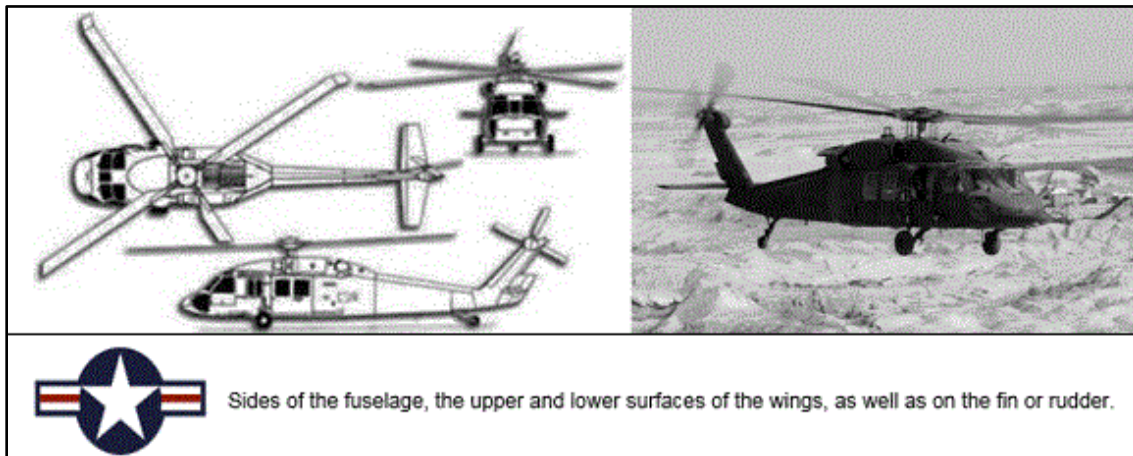 Sides of the fuselage, the upper and lower surfaces of the wings, as well as on the fin or rudder.